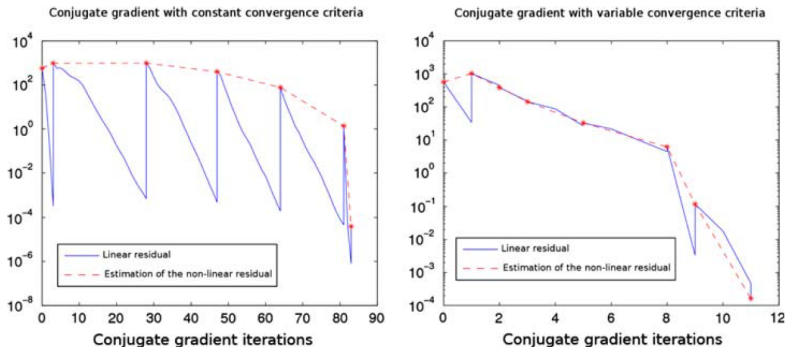 Conjugate gradient with constant convergence criteria
10^4
10^2
10^0
10^-2
10^-4
10^-6
10^-8
Linear residual
Estimation of the non-linear residual
0 10 20 30 40 50 60 70 80 90
Conjugate gradient iterations
Conjugate gradient with variable convergence criteria
10^4
10^3
10^2
10^1
10^0
10^-1
10^-2
10^-3
10^-4
Linear residual
Estimation of the non-linear residual
0 2 4 6 8 10 12
Conjugate gradient iterations